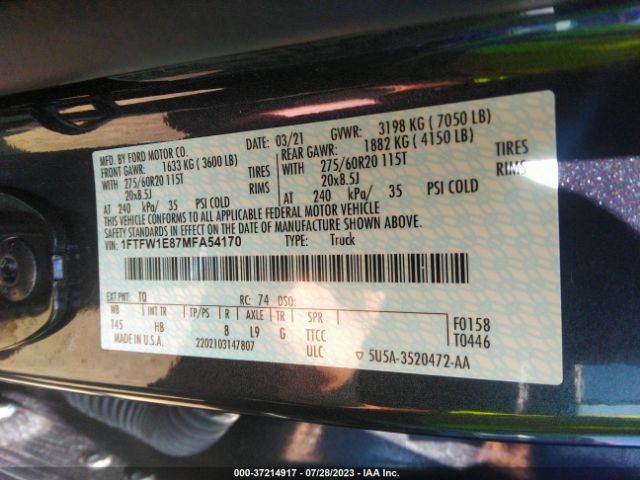 MFD. BY FORD MOTOR CO. DATE: 03/21 GVWR: 3198 KG ( 7050 LB)
FRONT GAWR: 1633 KG ( 3600 LB) REAR GAWR: 1882 KG ( 4150 LB)
WITH 275/60R20 115T TIRES WITH 275/60R20 115T TIRES
20x8.5J RIMS 20x8.5J RIMS
AT 240 kPa/ 35 PSI COLD AT 240 kPa/ 35 PSI COLD
THIS VEHICLE CONFORMS TO ALL APPLICABLE FEDERAL MOTOR VEHICLE
SAFETY STANDARDS IN EFFECT ON THE DATE OF MANUFACTURE SHOWN ABOVE.
VIN: 1FTFW1E87MFA54170 TYPE: Truck
EXT PNT: TQ RC: 74 DSO:
WB INT TR TP/PS R AXLE TR SPR
145 HB 8 L9 G TTCC
ULC
F0158
T0446
MADE IN U.S.A. 2202103147807 5U5A-3520472-AA
000-37214917 - 07/28/2023 - IAA Inc.